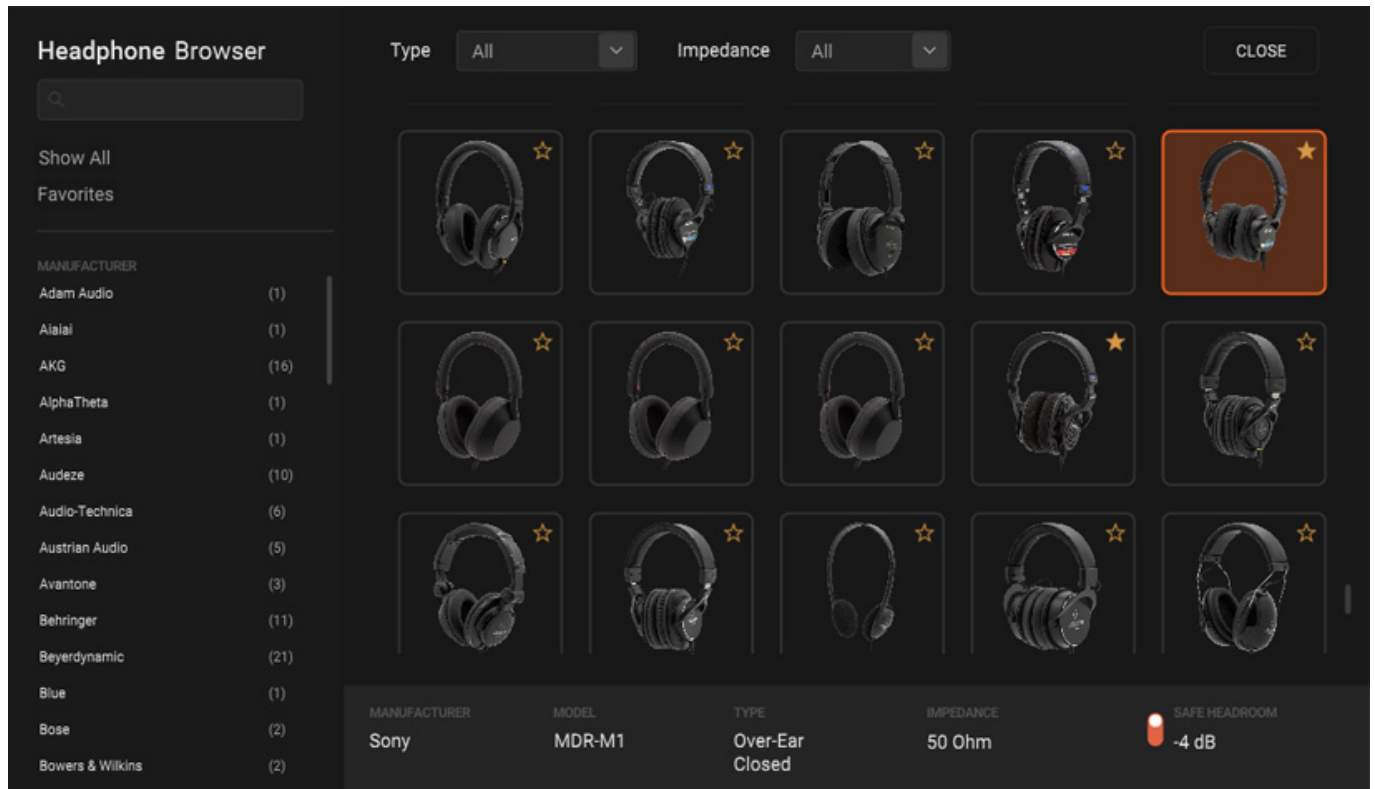 Headphone Browser
Type All Impedance All CLOSE
Show All
Favorites
MANUFACTURER
Adam Audio (1)
Aiaiai (1)
AKG (16)
AlphaTheta (1)
Artesia (1)
Audeze (10)
Audio-Technica (6)
Austrian Audio (5)
Avantone (3)
Behringer (11)
Beyerdynamic (21)
Blue (1)
Bose (2)
Bowers & Wilkins (2)
MANUFACTURER MODEL TYPE IMPEDANCE SAFE HEADROOM
Sony MDR-M1 Over-Ear 50 Ohm -4 dB
Closed